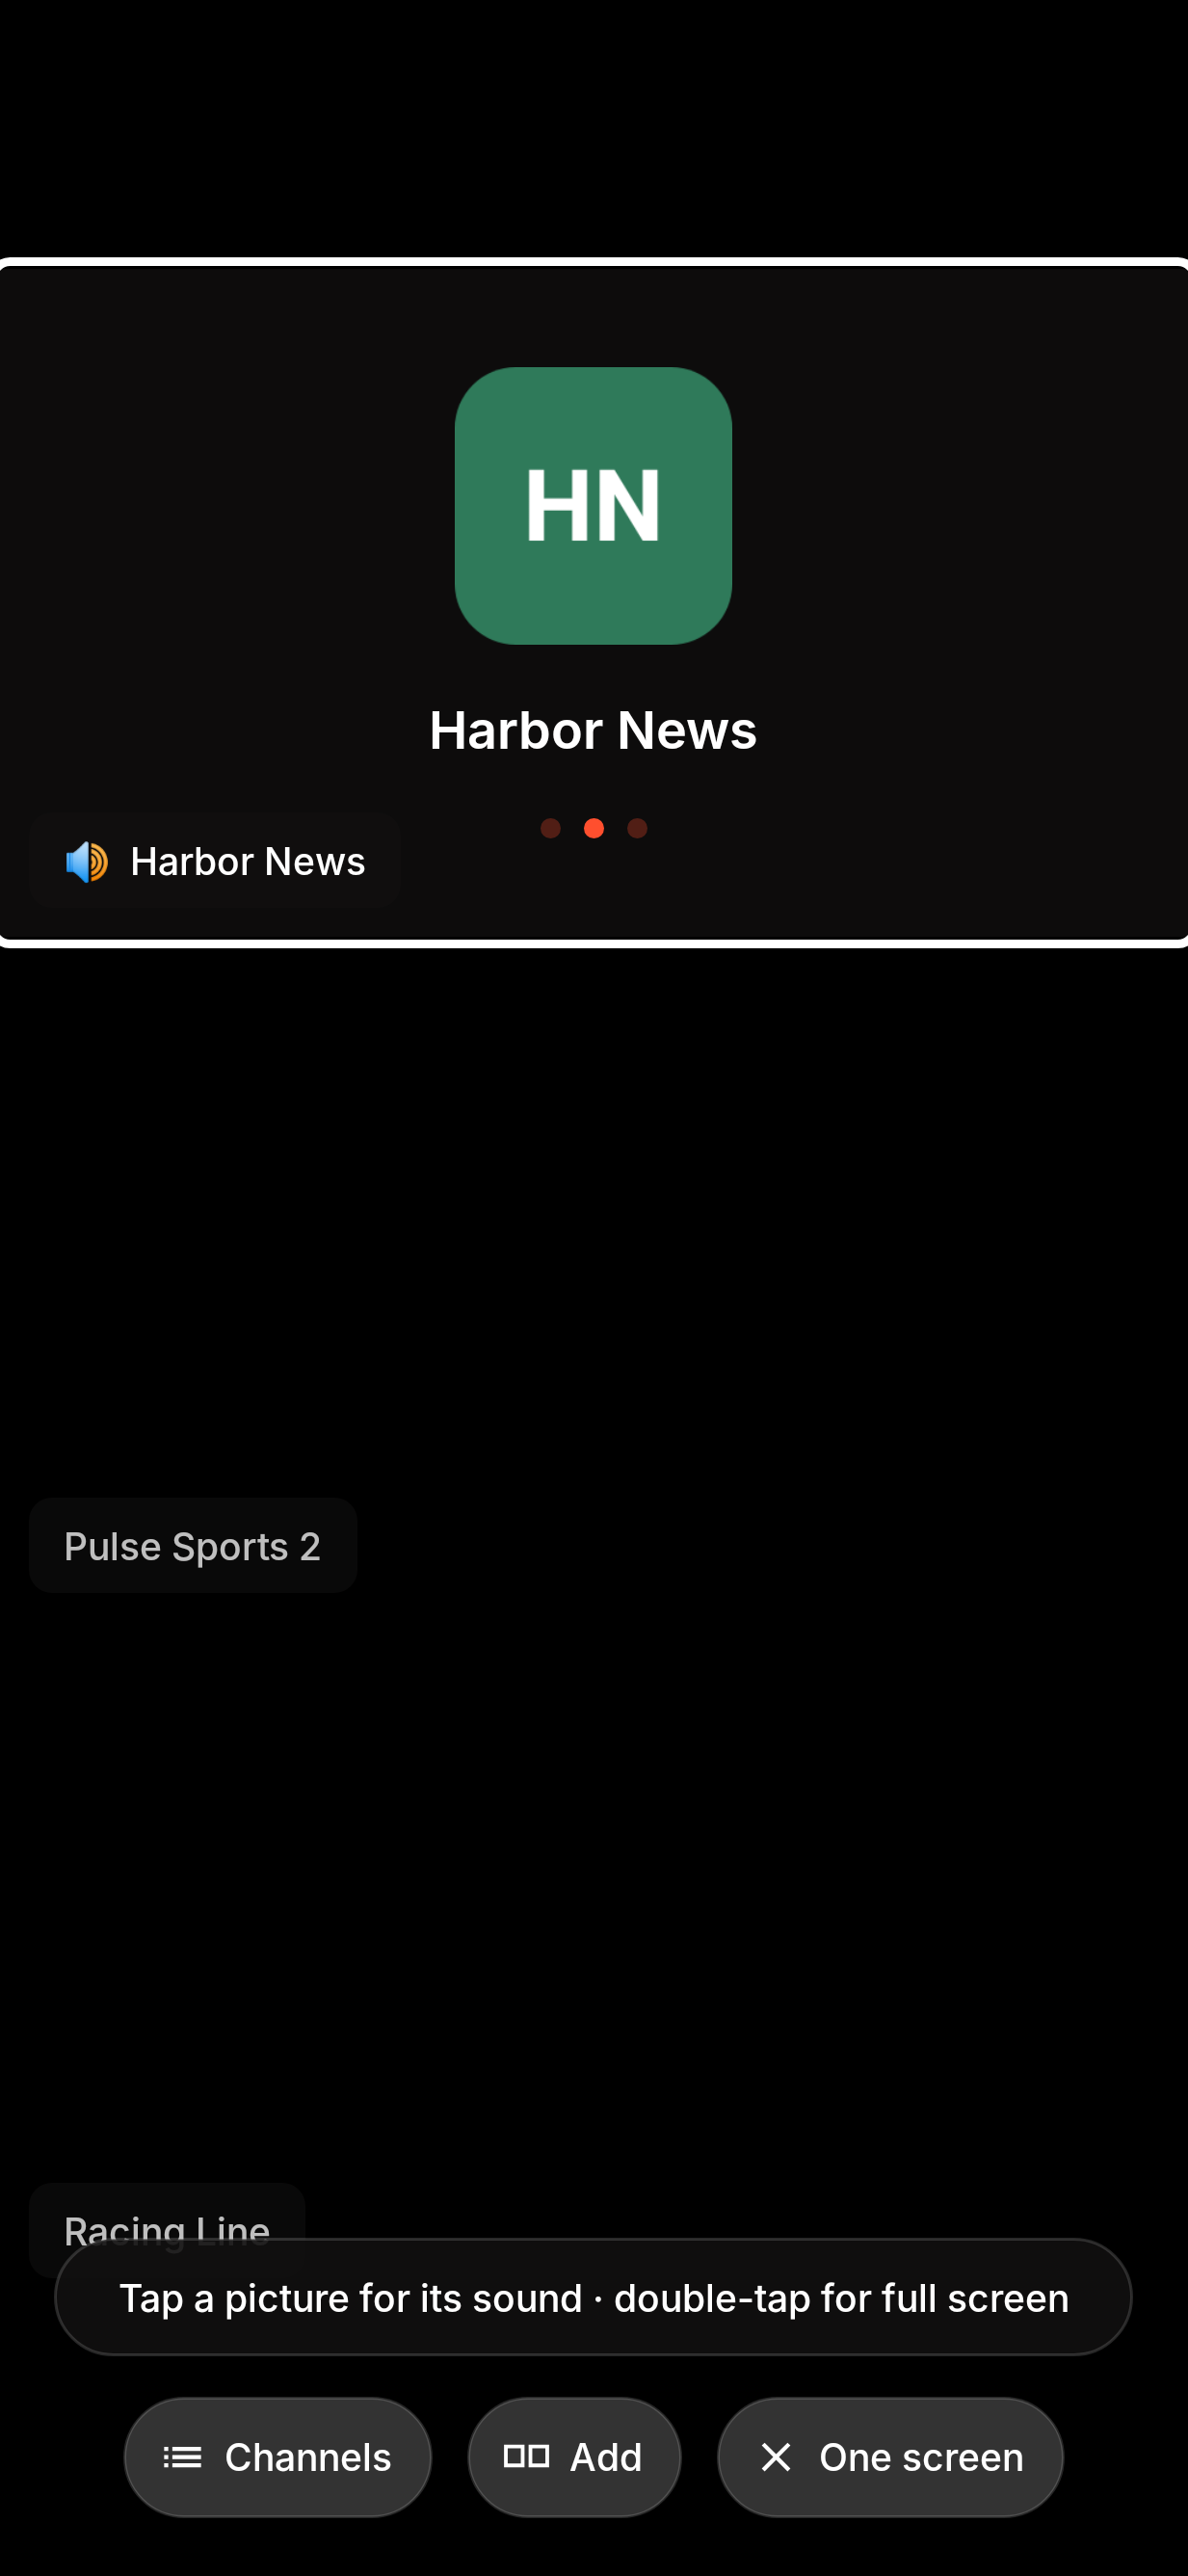 HN
Harbor News
🔊 Harbor News
Pulse Sports 2
Racing Line
Tap a picture for its sound · double-tap for full screen
Channels
Add
One screen